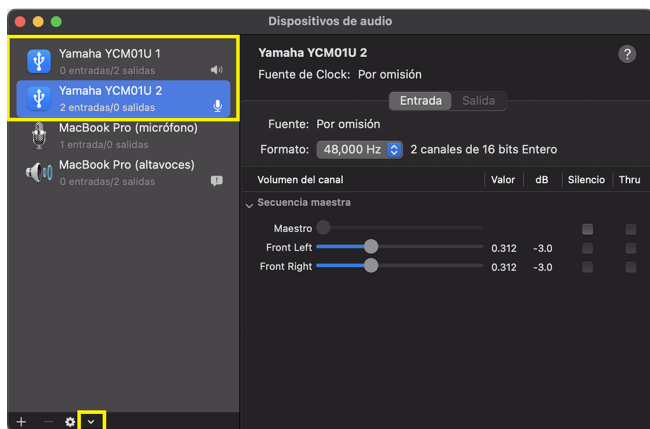 Dispositivos de audio
Yamaha YCM01U 1
0 entradas/2 salidas
Yamaha YCM01U 2
2 entradas/0 salidas
MacBook Pro (micrófono)
1 entrada/0 salidas
MacBook Pro (altavoces)
0 entradas/2 salidas
Yamaha YCM01U 2
?
Fuente de Clock: Por omisión
Entrada Salida
Fuente: Por omisión
Formato: 48,000 Hz 2 canales de 16 bits Entero
Volumen del canal Valor dB Silencio Thru
Secuencia maestra
Maestro
Front Left 0.312 -3.0
Front Right 0.312 -3.0